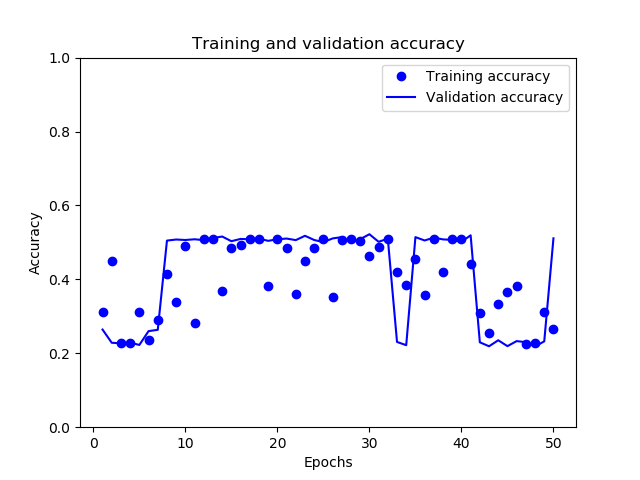 Training and validation accuracy
Training accuracy
Validation accuracy
Accuracy
1.0
0.8
0.6
0.4
0.2
0.0
0 10 20 30 40 50
Epochs